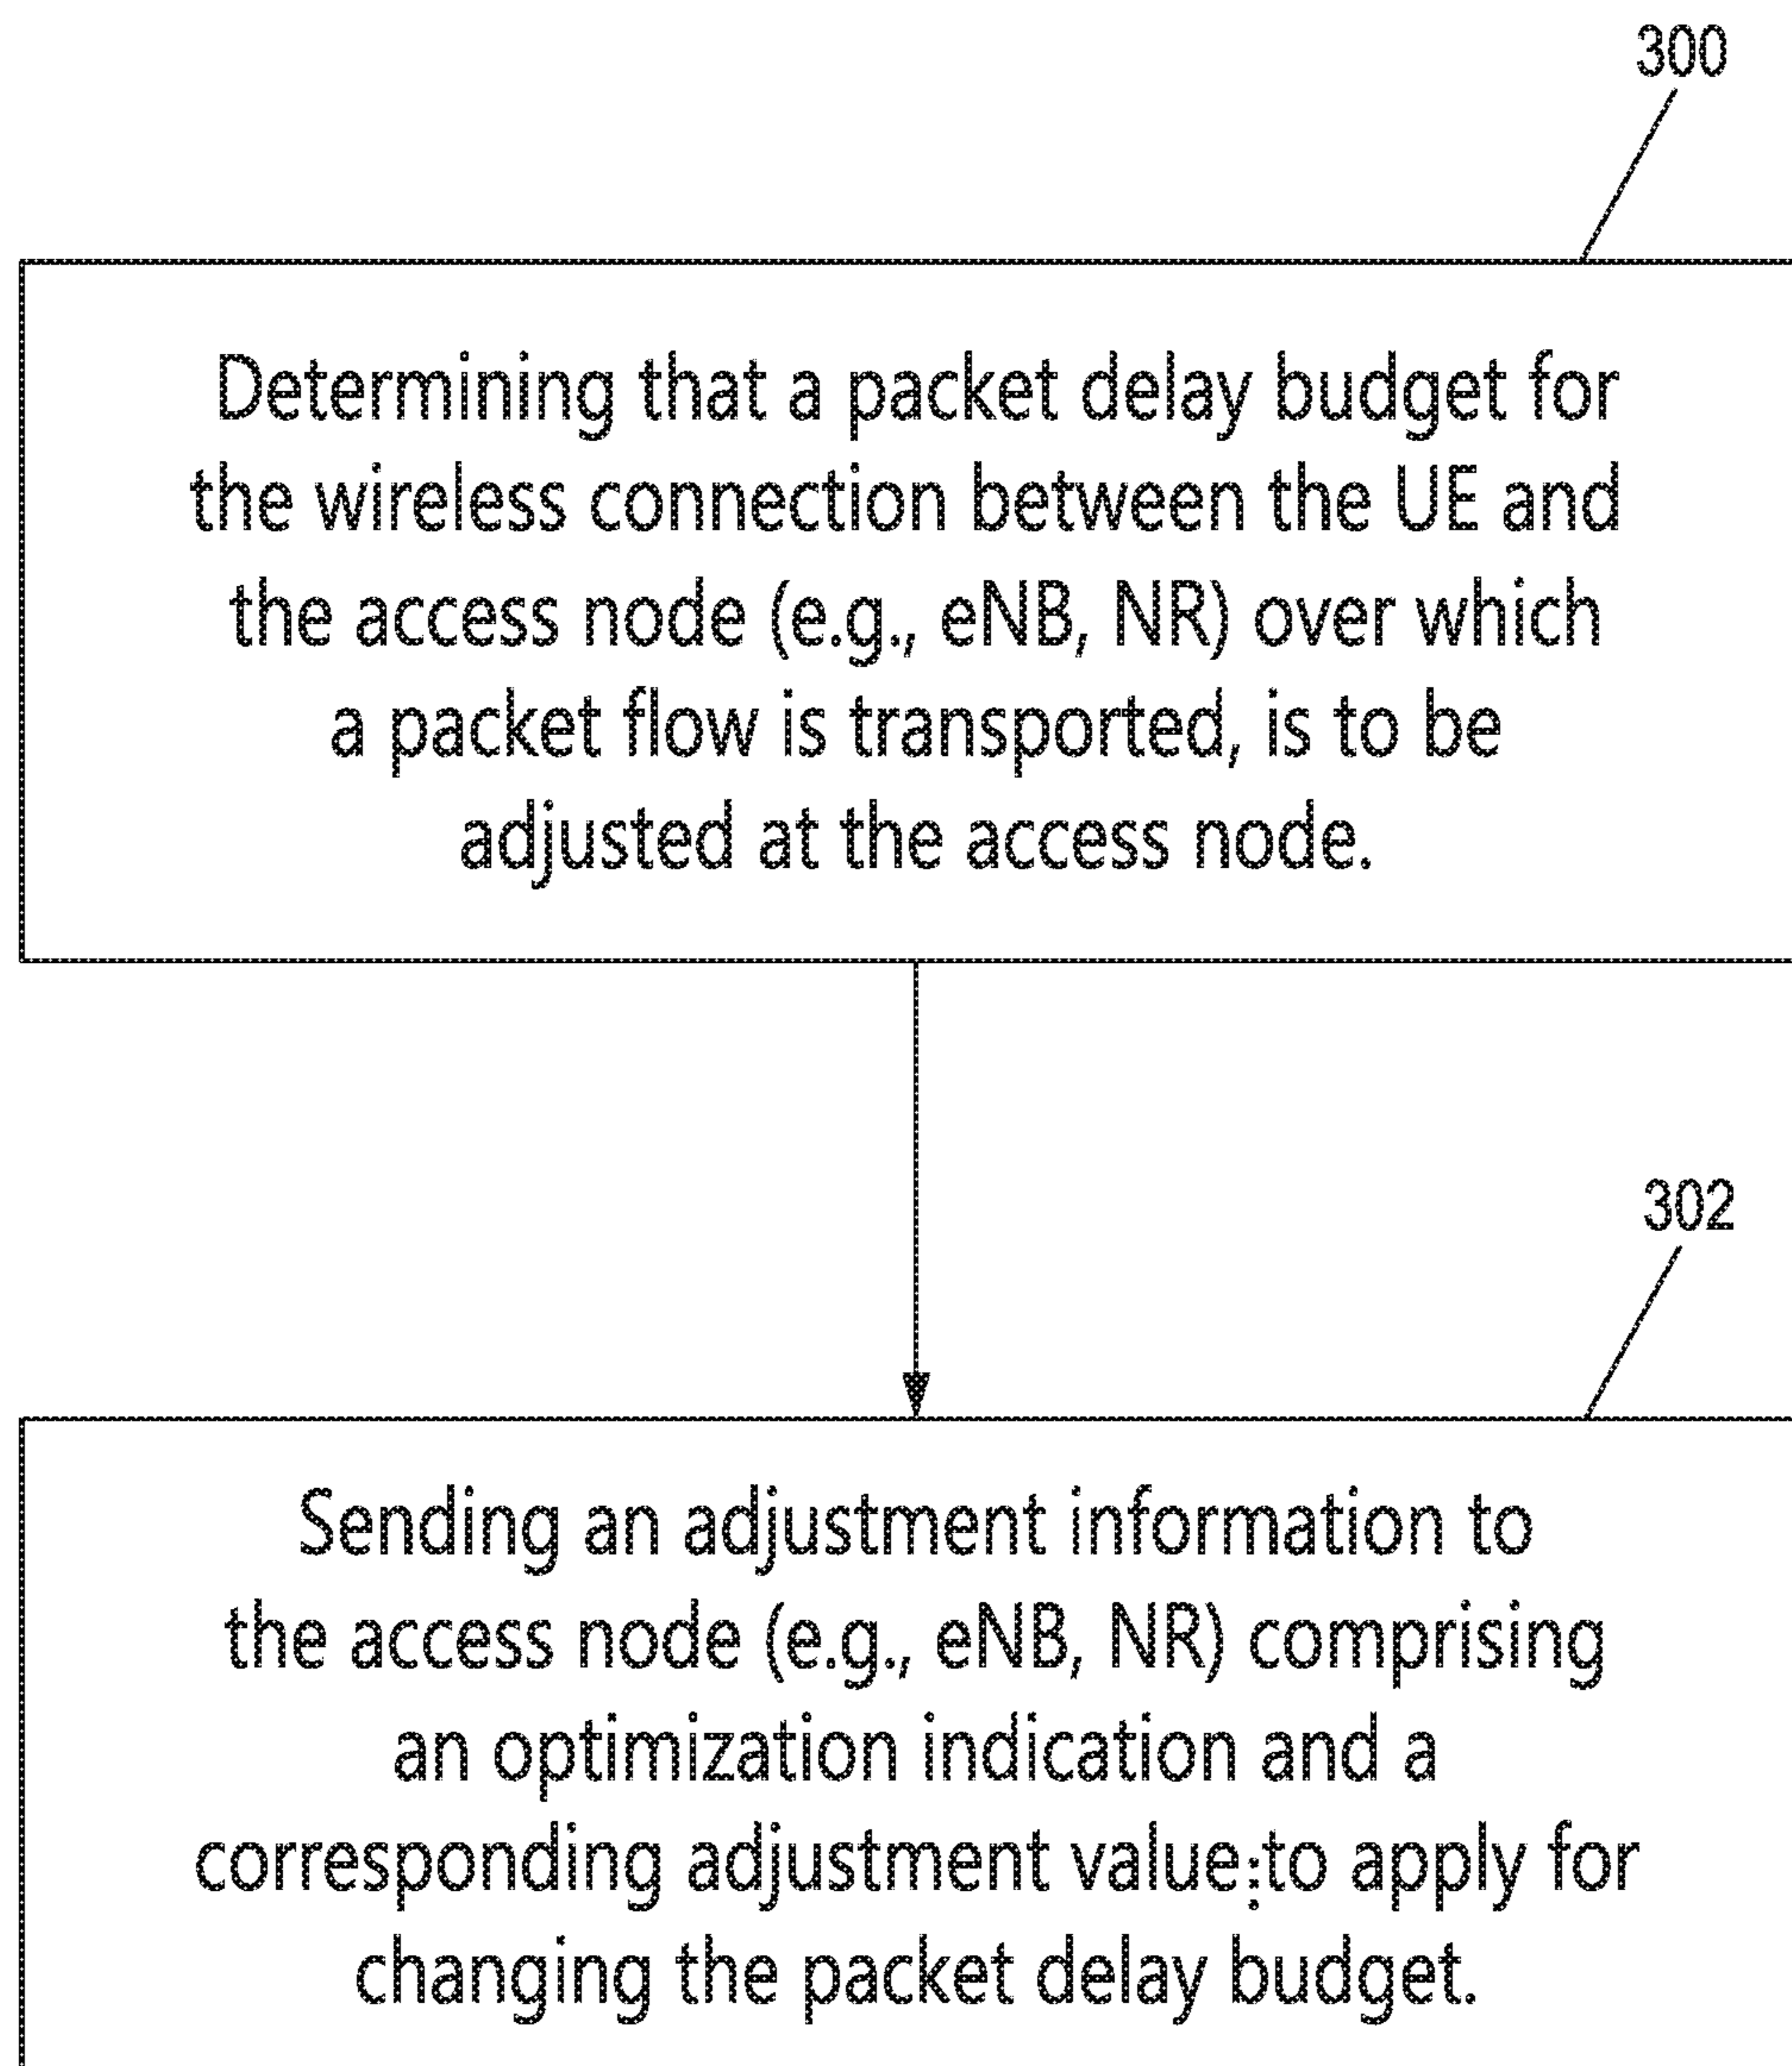 300
Determining that a packet delay budget for
the wireless connection between the UE and
the access node (e.g., eNB, NR) over which
a packet flow is transported, is to be
adjusted at the access node.
302
Sending an adjustment information to
the access node (e.g., eNB, NR) comprising
an optimization indication and a
corresponding adjustment value:to apply for
changing the packet delay budget.